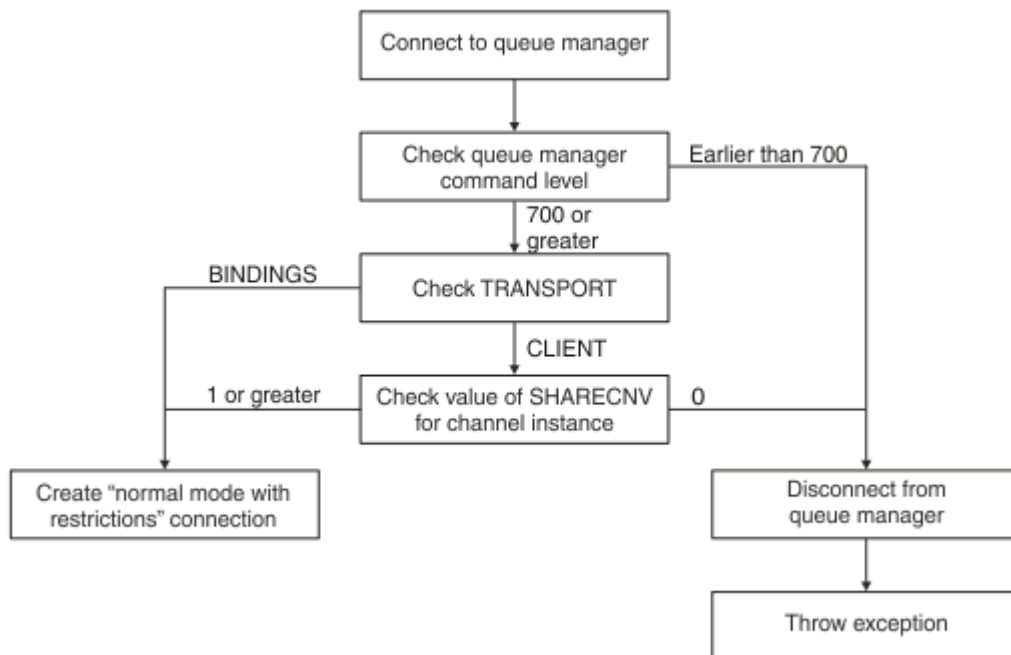 Connect to queue manager
Check queue manager
command level
Earlier than 700
700 or
greater
BINDINGS
Check TRANSPORT
CLIENT
1 or greater
Check value of SHARECNV
for channel instance
0
Create “normal mode with
restrictions” connection
Disconnect from
queue manager
Throw exception